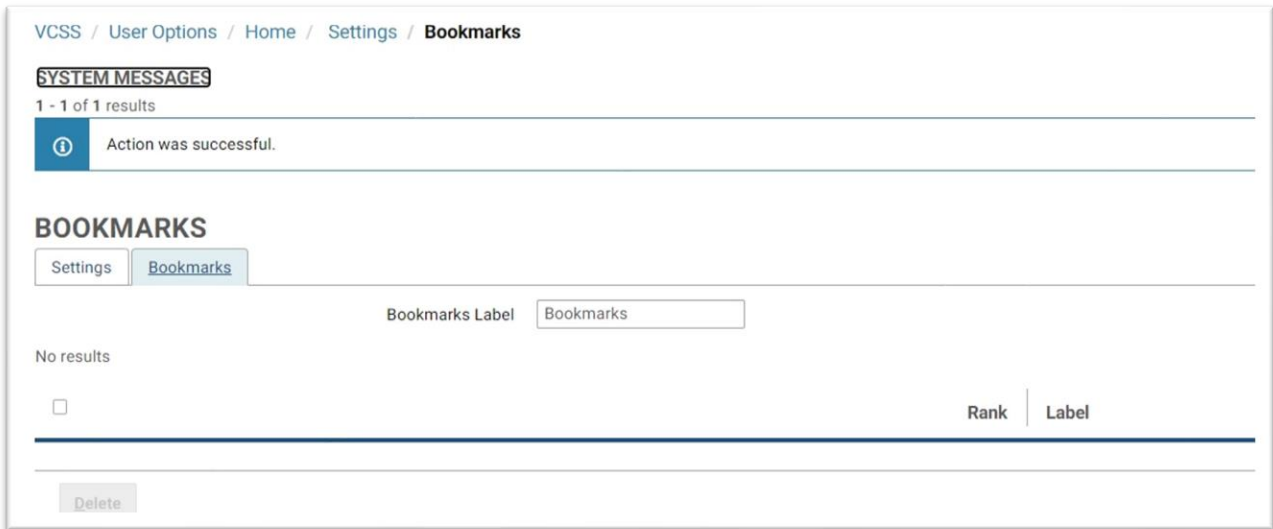 VCSS / User Options / Home / Settings / Bookmarks
SYSTEM MESSAGES
1 - 1 of 1 results
Action was successful.
BOOKMARKS
Settings Bookmarks
Bookmarks Label Bookmarks
No results
Rank Label
Delete